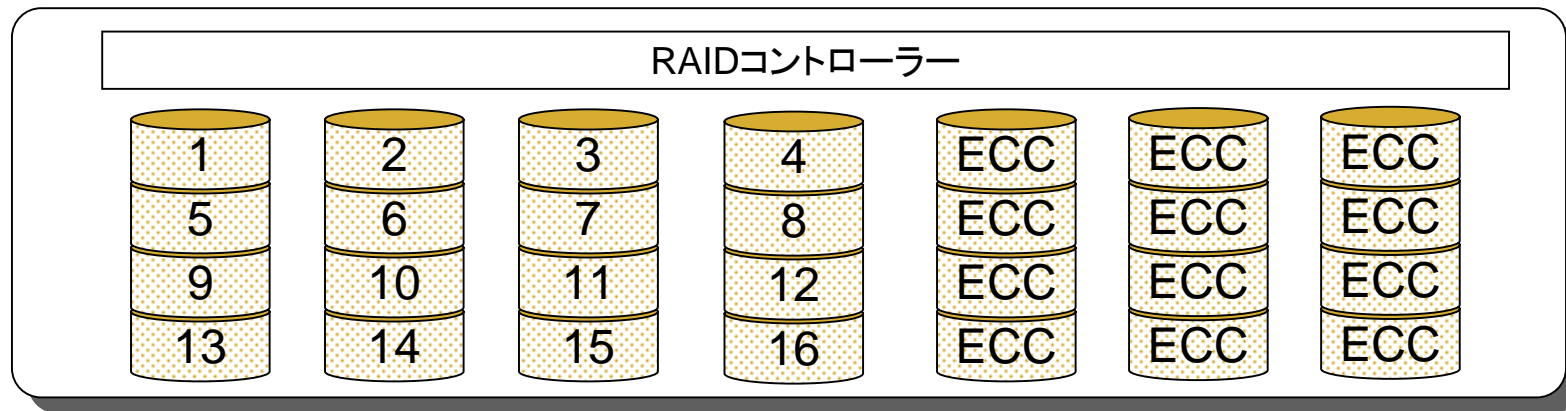 RAIDコントローラー
1 2 3 4 ECC ECC ECC
5 6 7 8 ECC ECC ECC
9 10 11 12 ECC ECC ECC
13 14 15 16 ECC ECC ECC